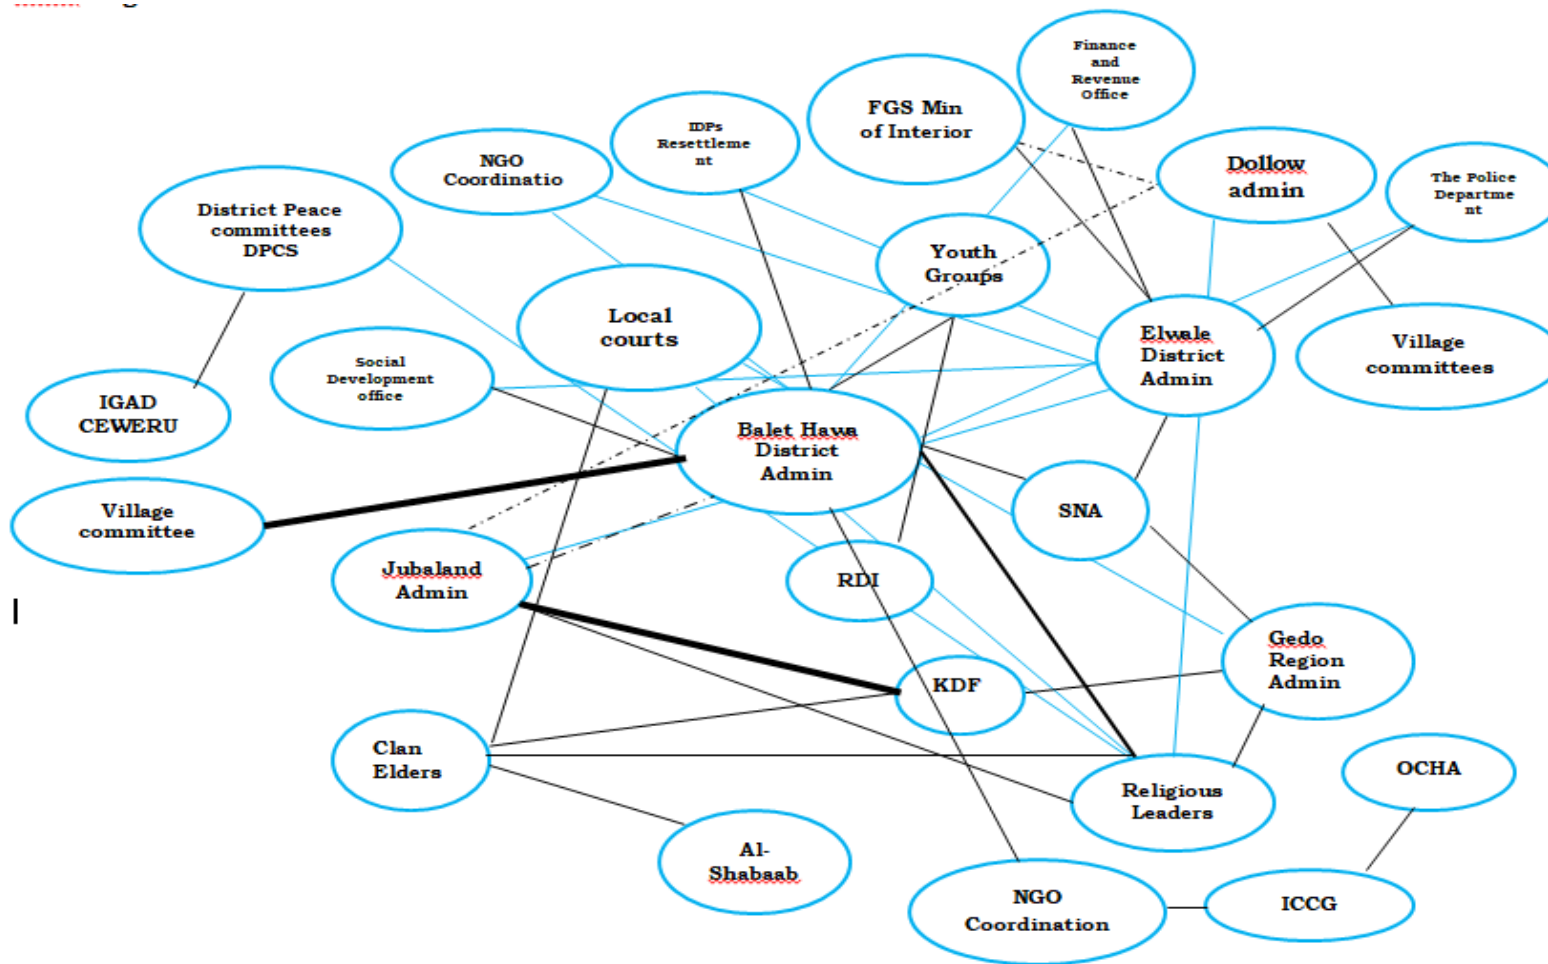 Finance
and
Revenue
Office
FGS Min
of Interior
IDPs
Resettleme
nt
NGO
Coordinatio
Dollow
admin
The Police
Departme
nt
District Peace
committees
DPCS
Youth
Groups
Local
courts
Elwale
District
Admin
Village
committees
Social
Development
office
IGAD
CEWERU
Balet Hawa
District
Admin
Village
committee
SNA
Jubaland
Admin
RDI
Gedo
Region
Admin
KDF
Clan
Elders
Religious
Leaders
OCHA
Al-
Shabaab
NGO
Coordination
ICCG